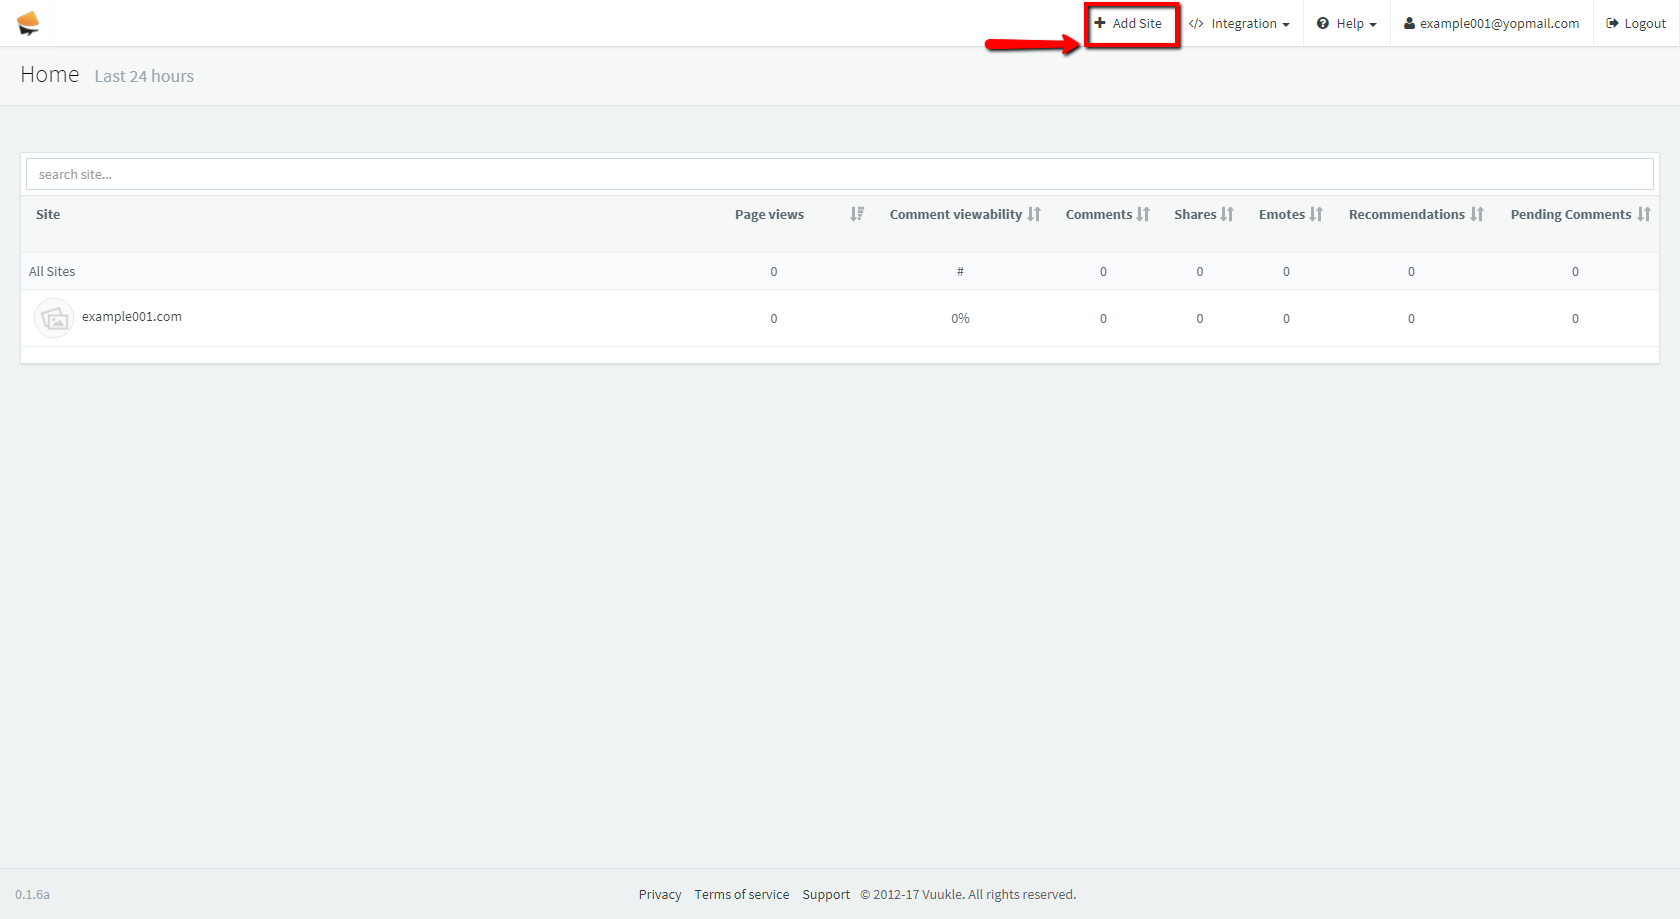 Add Site </> Integration Help example001@yopmail.com Logout
Home Last 24 hours
search site...
Site Page views Comment viewability Comments Shares Emotes Recommendations Pending Comments
All Sites 0 # 0 0 0 0 0
example001.com 0 0% 0 0 0 0 0
0.1.6a Privacy Terms of service Support © 2012-17 Vuukle. All rights reserved.